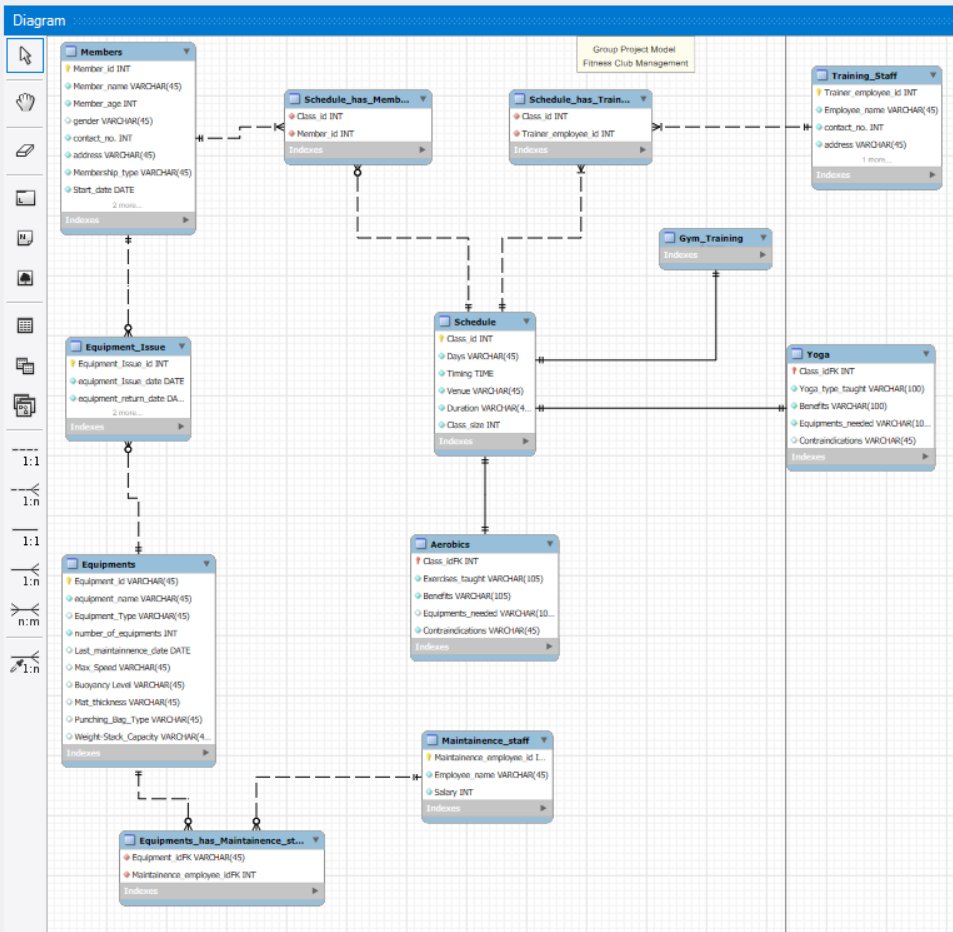 Diagram
Group Project Model
Fitness Club Management
Members
Member_id INT
Member_name VARCHAR(45)
Member_age INT
gender VARCHAR(45)
contact_no. INT
address VARCHAR(45)
Membership_type VARCHAR(45)
Start_date DATE
2 more...
Indexes
Schedule_has_Memb...
Class_id INT
Member_id INT
Indexes
Schedule_has_Train...
Class_id INT
Trainer_employee_id INT
Indexes
Training_Staff
Trainer_employee_id INT
Employee_name VARCHAR(45)
contact_no. INT
address VARCHAR(45)
1 more...
Indexes
Gym_Training
Indexes
Equipment_Issue
Equipment_Issue_id INT
equipment_Issue_date DATE
equipment_return_date DA...
2 more...
Indexes
Schedule
Class_id INT
Days VARCHAR(45)
Timing TIME
Venue VARCHAR(45)
Duration VARCHAR(4...
Class_size INT
Indexes
Yoga
Class_idFK INT
Yoga_type_taught VARCHAR(100)
Benefits VARCHAR(100)
Equipments_needed VARCHAR(10...
Contraindications VARCHAR(45)
Indexes
Aerobics
Class_idFK INT
Exercises_taught VARCHAR(105)
Benefits VARCHAR(105)
Equipments_needed VARCHAR(10...
Contraindications VARCHAR(45)
Indexes
Equipments
Equipment_id VARCHAR(45)
equipment_name VARCHAR(45)
Equipment_Type VARCHAR(45)
number_of_equipments INT
Last_maintainnence_date DATE
Max_Speed VARCHAR(45)
Buoyancy Level VARCHAR(45)
Mat_thickness VARCHAR(45)
Punching_Bag_Type VARCHAR(45)
Weight-Stack_Capacity VARCHAR(4...
Indexes
Maintainence_staff
Maintainence_employee_id I...
Employee_name VARCHAR(45)
Salary INT
Indexes
Equipments_has_Maintainence_st...
Equipment_idFK VARCHAR(45)
Maintainence_employee_idFK INT
Indexes
1:1
1:n
1:1
1:n
n:m
1:n